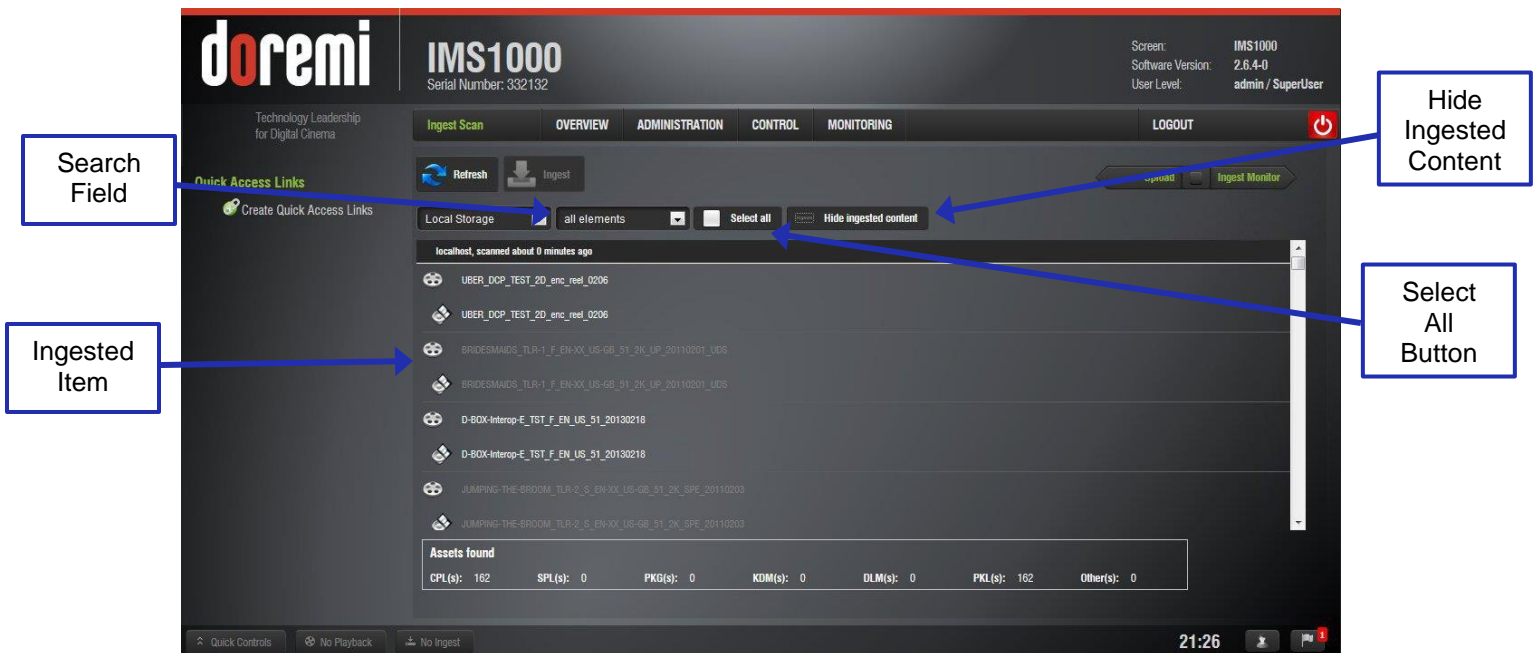 doremi
Technology Leadership
for Digital Cinema
IMS1000
Serial Number: 332132
Screen: IMS1000
Software Version: 2.6.4-0
User Level: admin / SuperUser
Ingest Scan OVERVIEW ADMINISTRATION CONTROL MONITORING LOGOUT
Hide
Ingested
Content
Search
Field
Quick Access Links
Create Quick Access Links
Refresh Ingest
Upload Ingest Monitor
Local Storage all elements Select all Hide ingested content
localhost, scanned about 0 minutes ago
UBER_DCP_TEST_2D_enc_reel_0206
UBER_DCP_TEST_2D_enc_reel_0206
Select
All
Button
Ingested
Item
BRIDESMAIDS_TLR-1_F_EN-XX_US-GB_51_2K_UP_20110201_UDS
BRIDESMAIDS_TLR-1_F_EN-XX_US-GB_51_2K_UP_20110201_UDS
D-BOX-Interop-E_TST_F_EN_US_51_20130218
D-BOX-Interop-E_TST_F_EN_US_51_20130218
JUMPING-THE-BROOM_TLR-2_S_EN-XX_US-GB_51_2K_SPE_20110203
JUMPING-THE-BROOM_TLR-2_S_EN-XX_US-GB_51_2K_SPE_20110203
Assets found
CPL(s): 162 SPL(s): 0 PKG(s): 0 KDM(s): 0 DLM(s): 0 PKL(s): 162 Other(s): 0
Quick Controls No Playback No Ingest 21:26 1